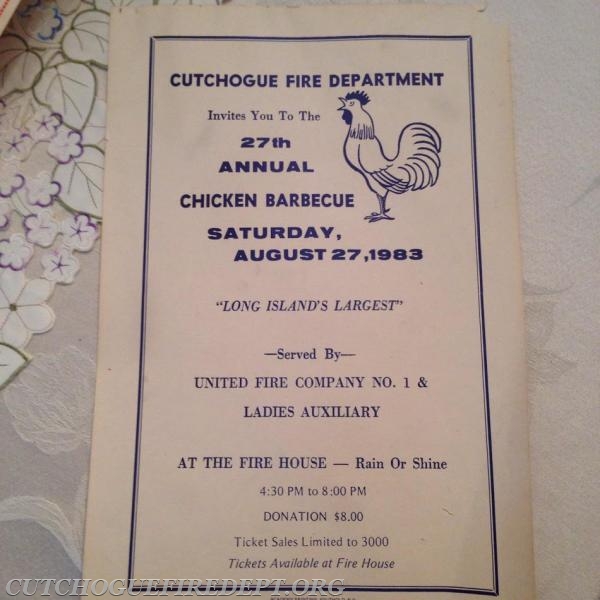 CUTCHOGUE FIRE DEPARTMENT
Invites You To The
27th
ANNUAL
CHICKEN BARBECUE
SATURDAY,
AUGUST 27,1983
"LONG ISLAND'S LARGEST"
—Served By—
UNITED FIRE COMPANY NO. 1 &
LADIES AUXILIARY
AT THE FIRE HOUSE — Rain Or Shine
4:30 PM to 8:00 PM
DONATION $8.00
Ticket Sales Limited to 3000
Tickets Available at Fire House
CUTCHOGUEFIREDEPT.ORG